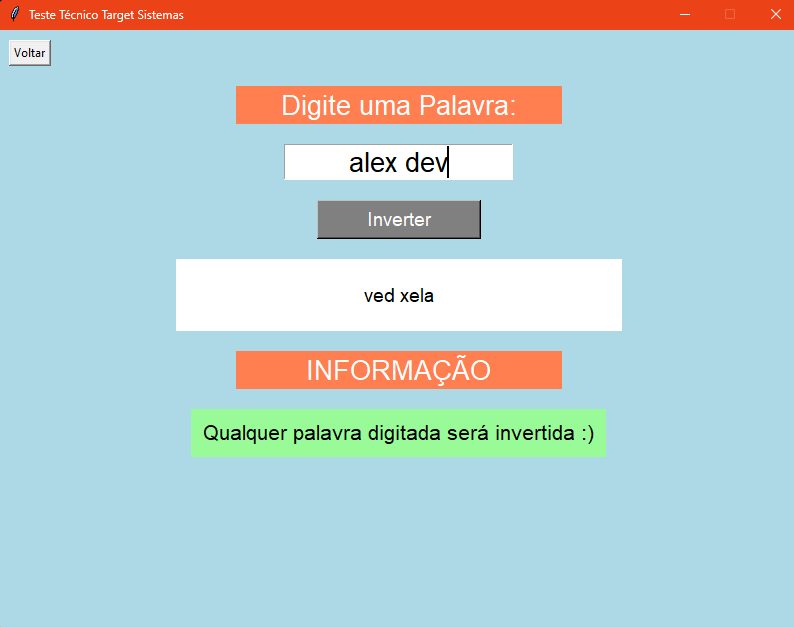 Teste Técnico Target Sistemas
Voltar
Digite uma Palavra:
alex dev
Inverter
ved xela
INFORMAÇÃO
Qualquer palavra digitada será invertida :)